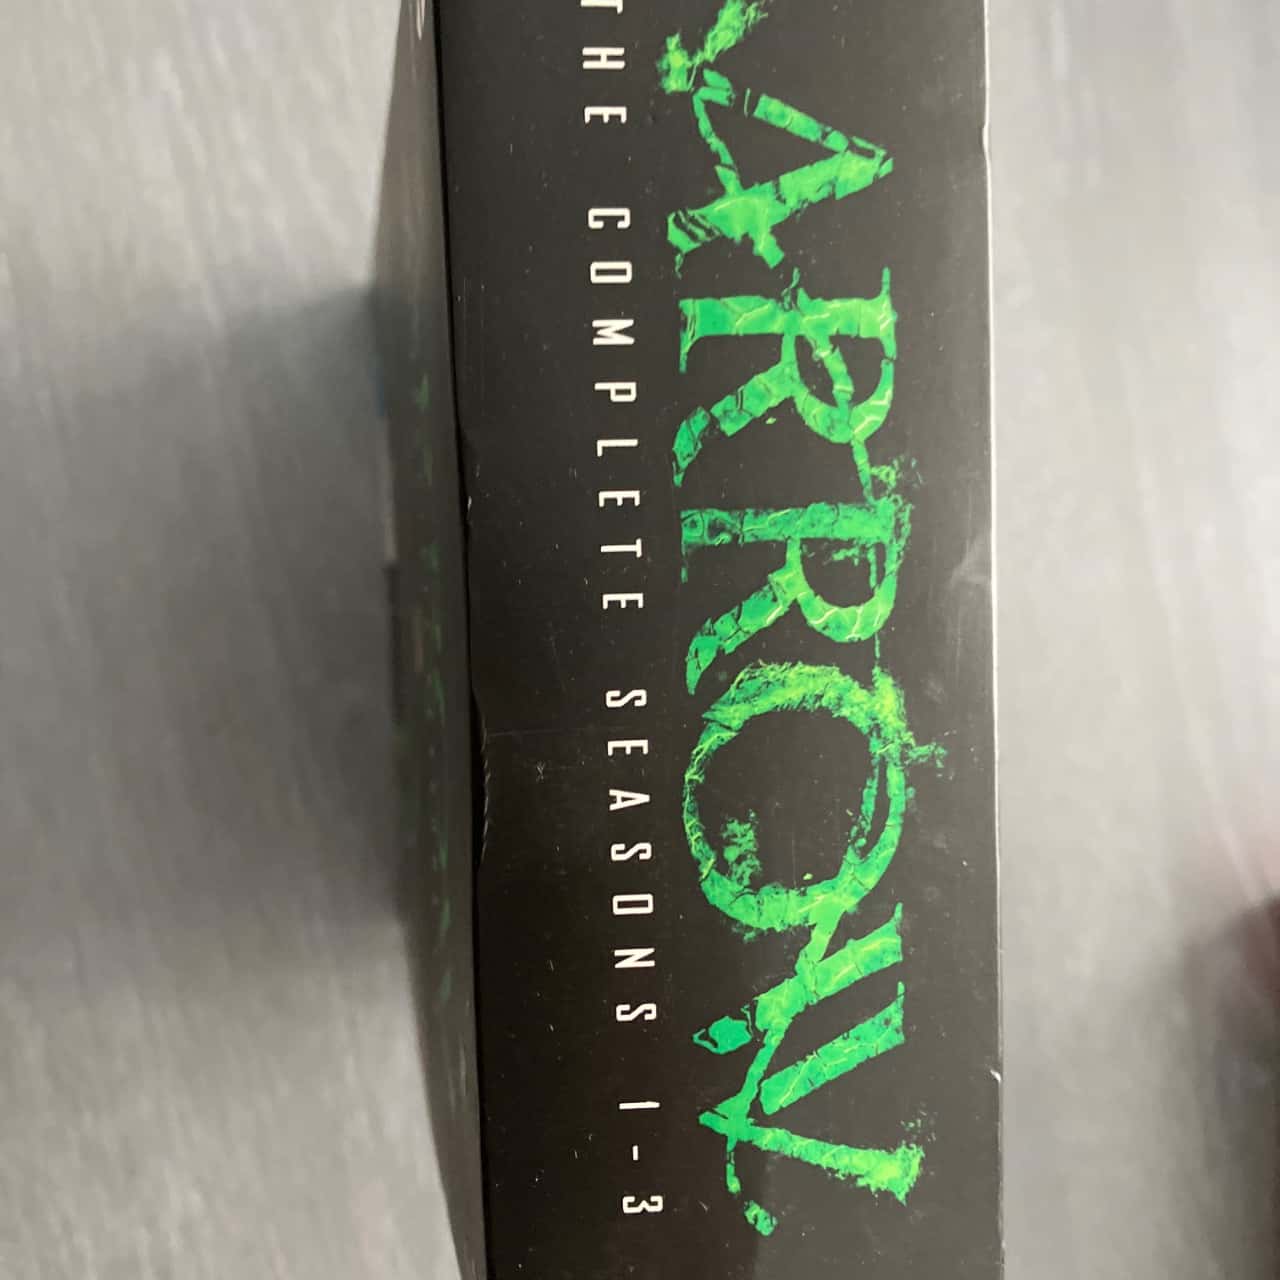 ARROW
THE COMPLETE SEASONS 1-3